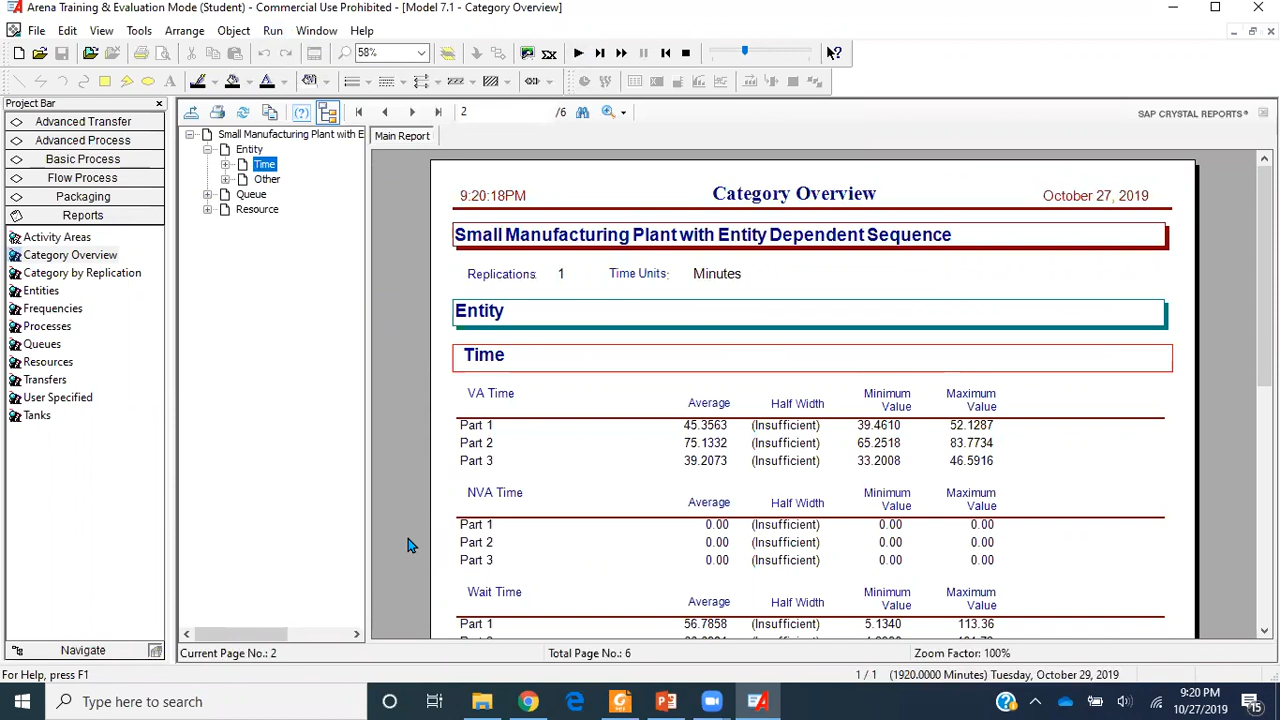 Arena Training & Evaluation Mode (Student) - Commercial Use Prohibited - [Model 7.1 - Category Overview]
File Edit View Tools Arrange Object Run Window Help
58%
Project Bar
Advanced Transfer
Advanced Process
Basic Process
Flow Process
Packaging
Reports
Activity Areas
Category Overview
Category by Replication
Entities
Frequencies
Processes
Queues
Resources
Transfers
User Specified
Tanks
Navigate
2 /6
SAP CRYSTAL REPORTS
Small Manufacturing Plant with E
Entity
Time
Other
Queue
Resource
Main Report
9:20:18PM Category Overview October 27, 2019
Small Manufacturing Plant with Entity Dependent Sequence
Replications: 1 Time Units: Minutes
Entity
Time
VA Time Average Half Width Minimum Value Maximum Value
Part 1 45.3563 (Insufficient) 39.4610 52.1287
Part 2 75.1332 (Insufficient) 65.2518 83.7734
Part 3 39.2073 (Insufficient) 33.2008 46.5916
NVA Time Average Half Width Minimum Value Maximum Value
Part 1 0.00 (Insufficient) 0.00 0.00
Part 2 0.00 (Insufficient) 0.00 0.00
Part 3 0.00 (Insufficient) 0.00 0.00
Wait Time Average Half Width Minimum Value Maximum Value
Part 1 56.7858 (Insufficient) 5.1340 113.36
Current Page No.: 2 Total Page No.: 6 Zoom Factor: 100%
For Help, press F1 1 / 1 (1920.0000 Minutes) Tuesday, October 29, 2019
Type here to search
9:20 PM
10/27/2019
15